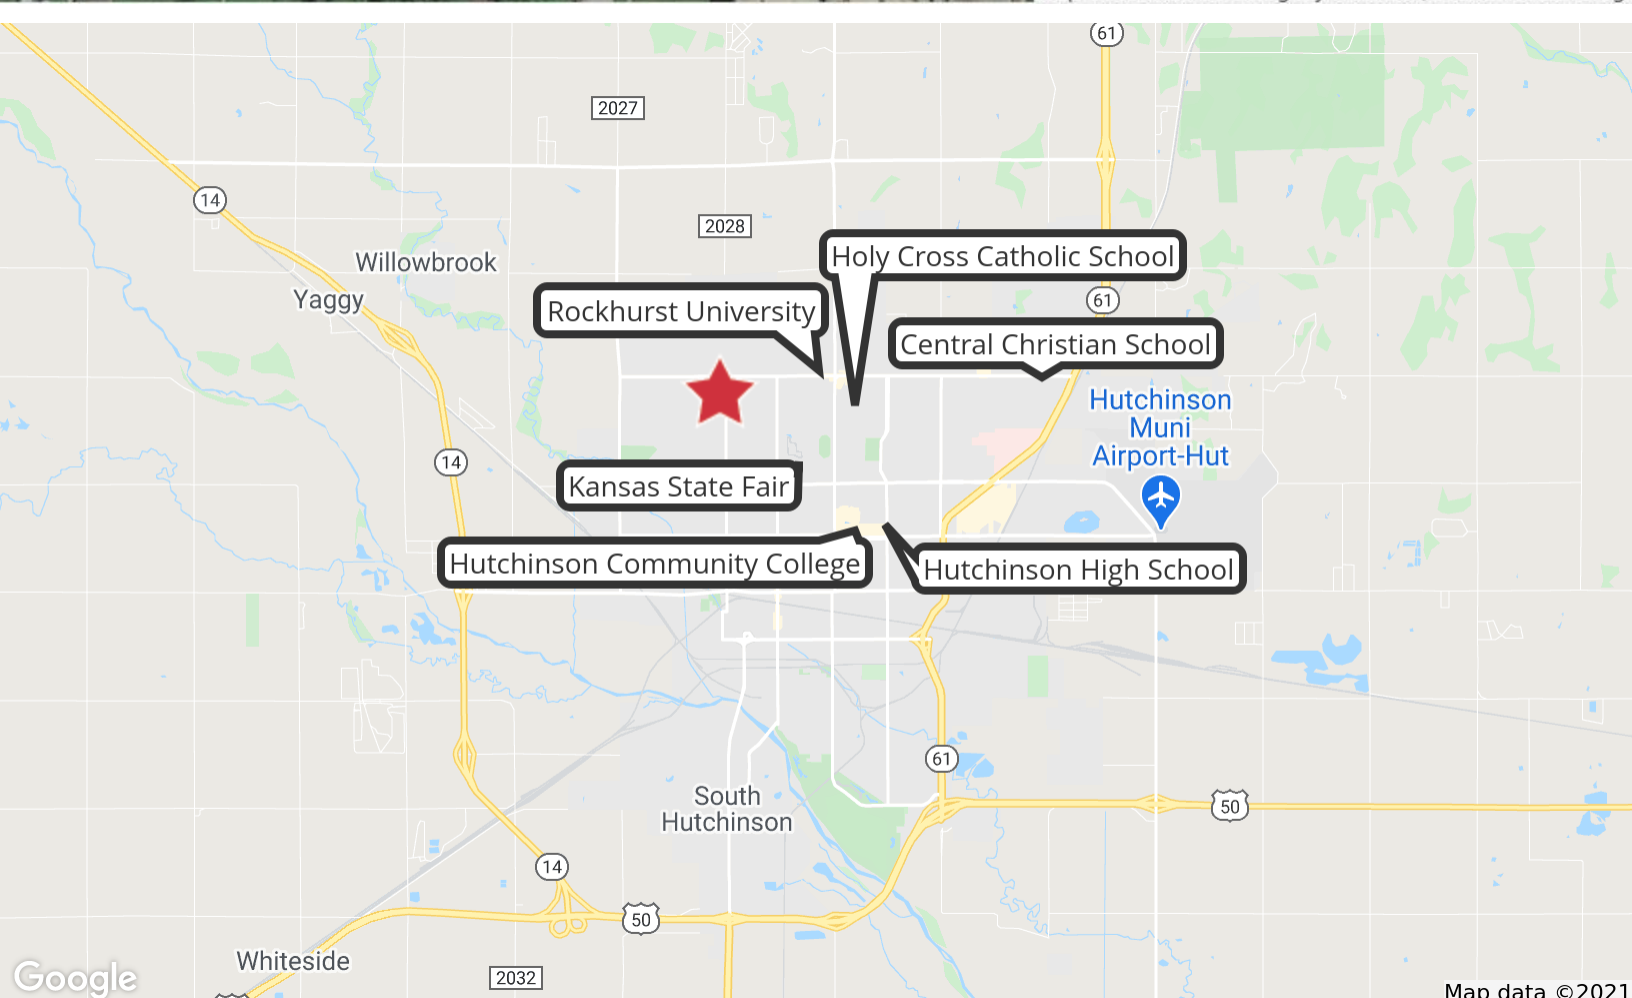 61
2027
14
2028
Holy Cross Catholic School
Willowbrook
Yaggy
61
Rockhurst University
Central Christian School
Hutchinson
Muni
Airport-Hut
14
Kansas State Fair
Hutchinson Community College
Hutchinson High School
61
South
Hutchinson
50
14
50
Whiteside
2032
Google
Map data ©2021